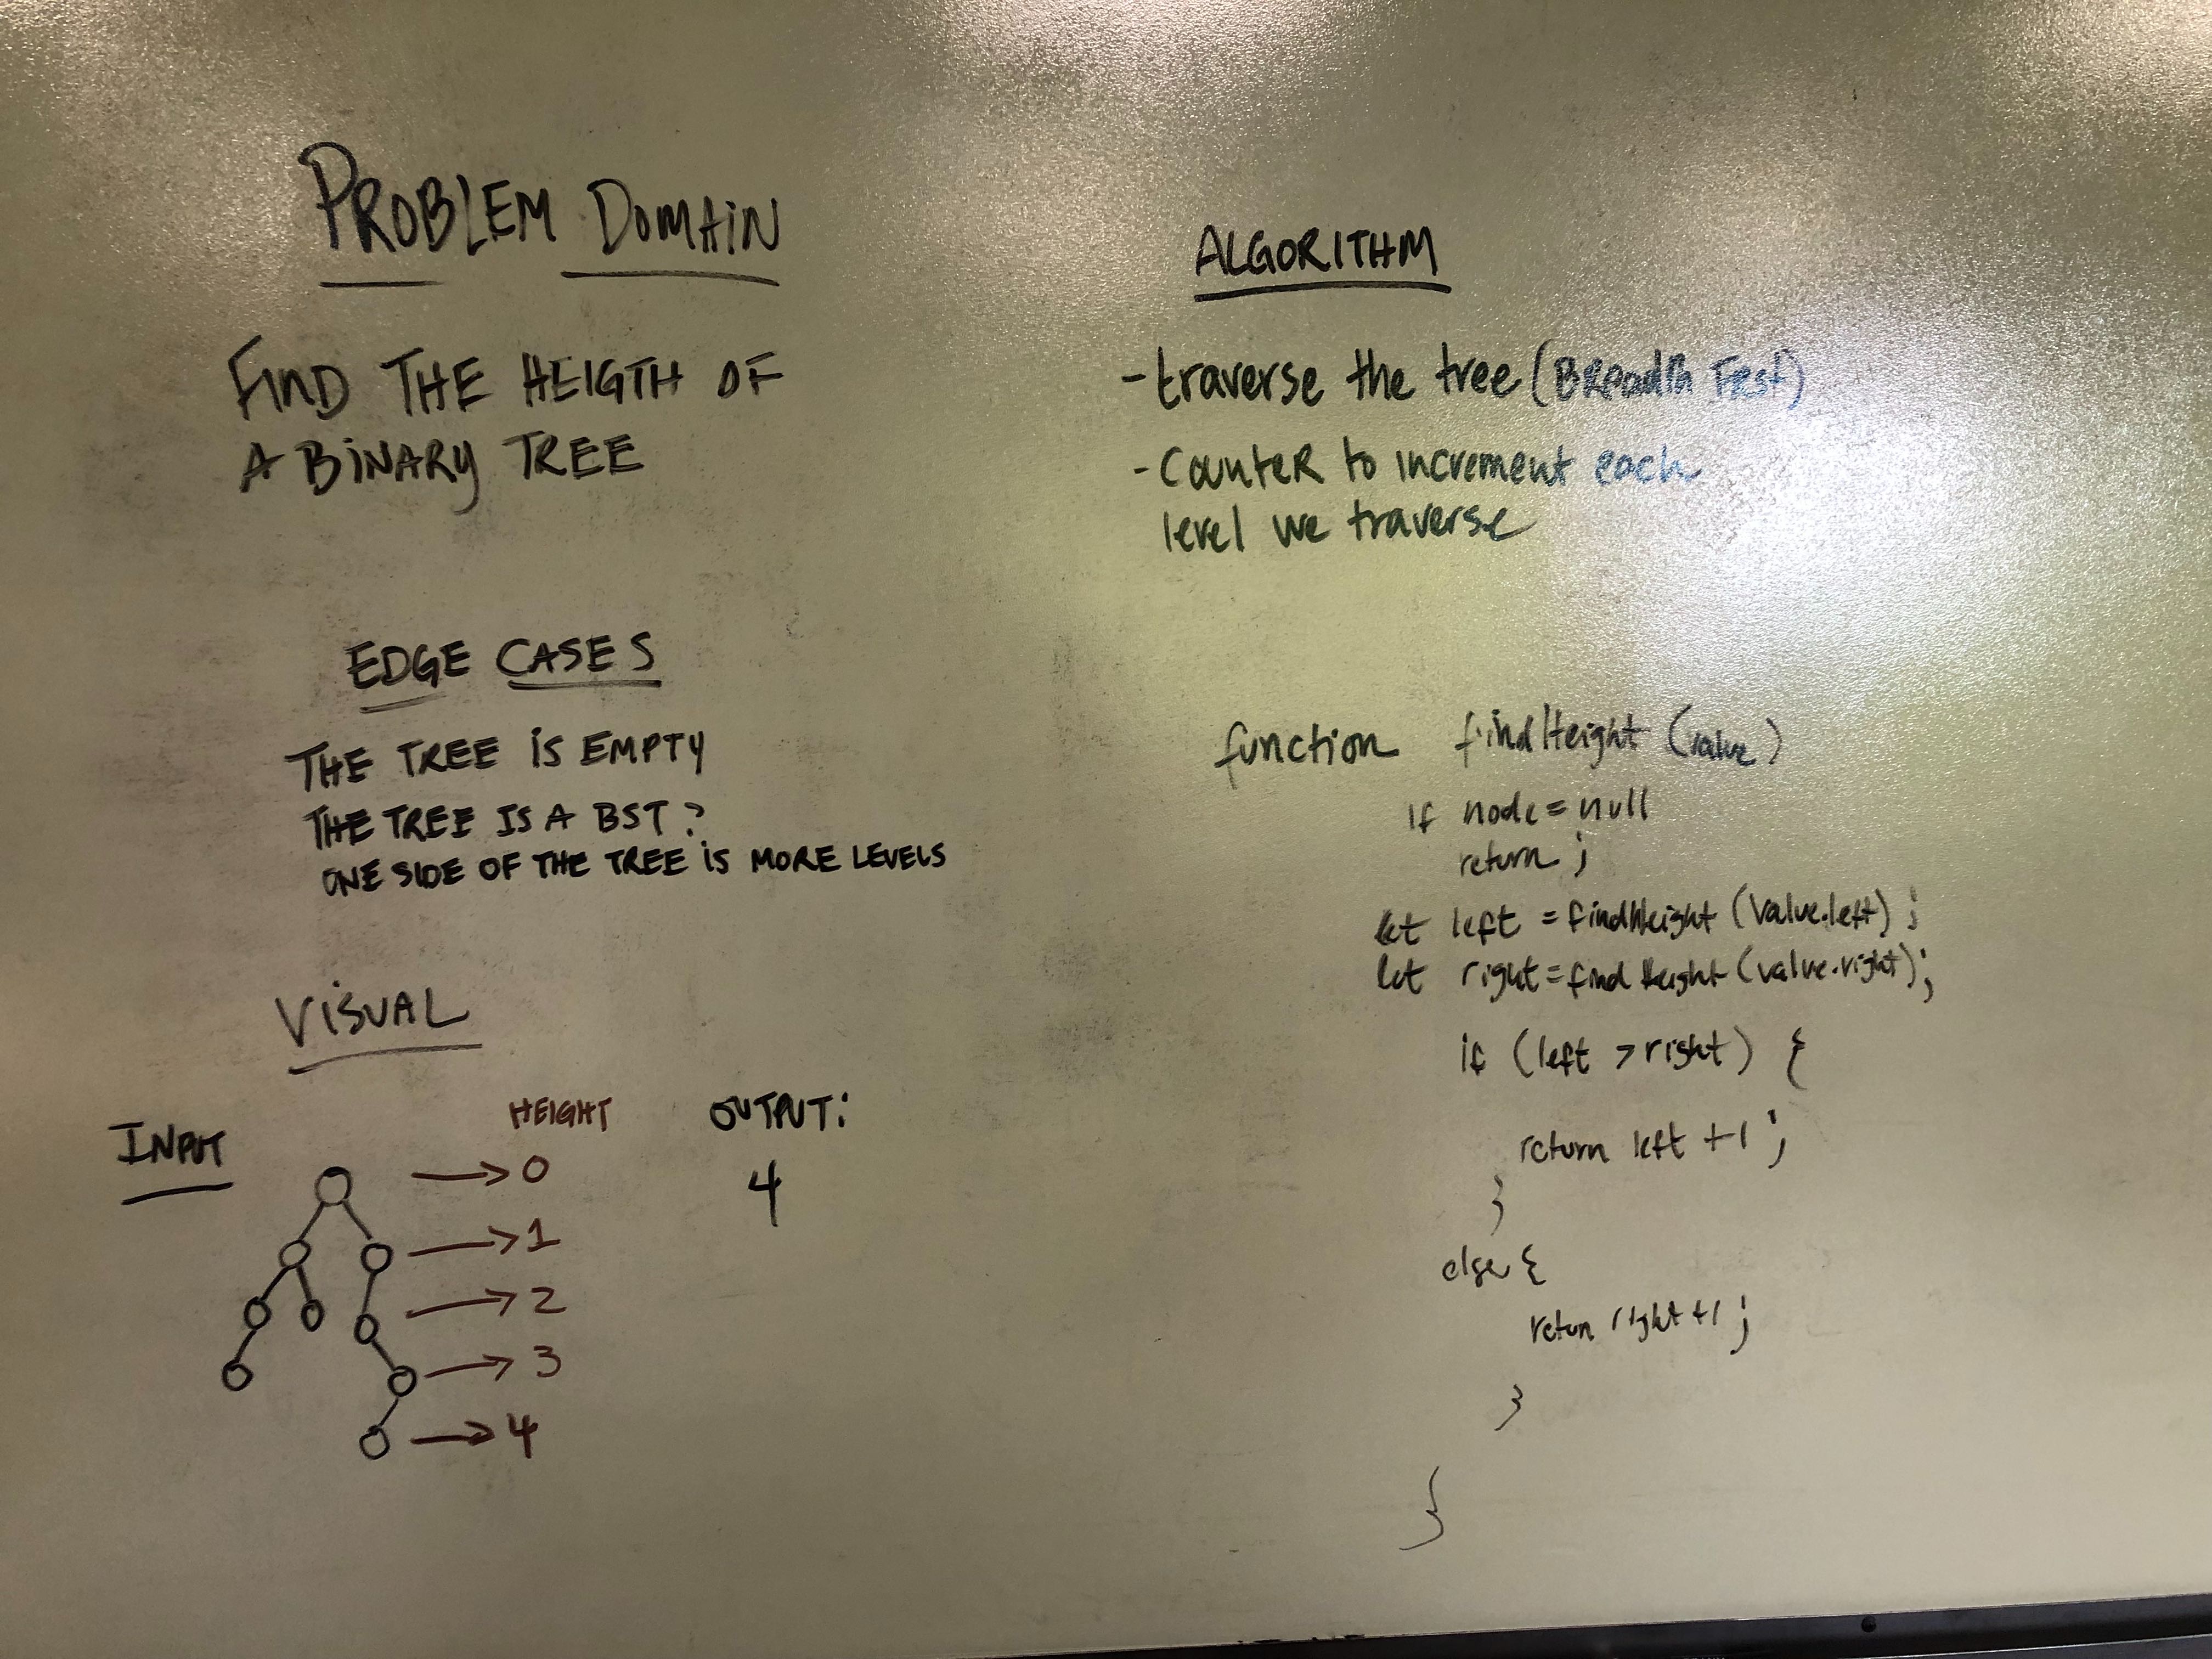 PROBLEM DOMAIN
FIND THE HEIGTH OF
A BINARY TREE
EDGE CASES
THE TREE IS EMPTY
THE TREE IS A BST?
ONE SIDE OF THE TREE IS MORE LEVELS
VISUAL
INPUT
HEIGHT
→ 0
→ 1
→ 2
→ 3
→ 4
OUTPUT:
4
ALGORITHM
- traverse the tree (Breadth First)
- Counter to increment each
level we traverse
function findHeight (value)
if node = null
return ;
let left = findHeight (value.left) ;
let right = findHeight (value.right);
if (left > right) {
return left +1 ;
}
else {
return right +1 ;
}
}